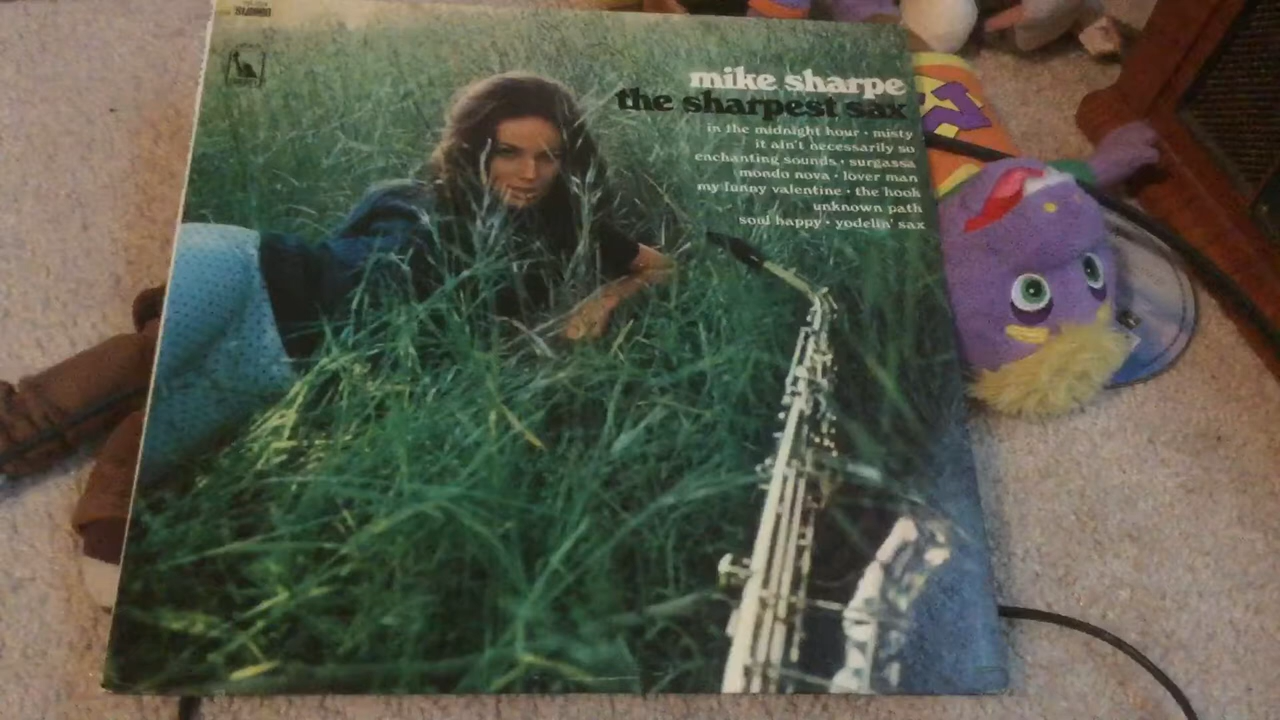 STEREO
mike sharpe
the sharpest sax
in the midnight hour • misty
it ain't necessarily so
enchanting sounds • surgassa
mondo nova • lover man
my funny valentine • the hook
unknown path
soul happy • yodelin' sax